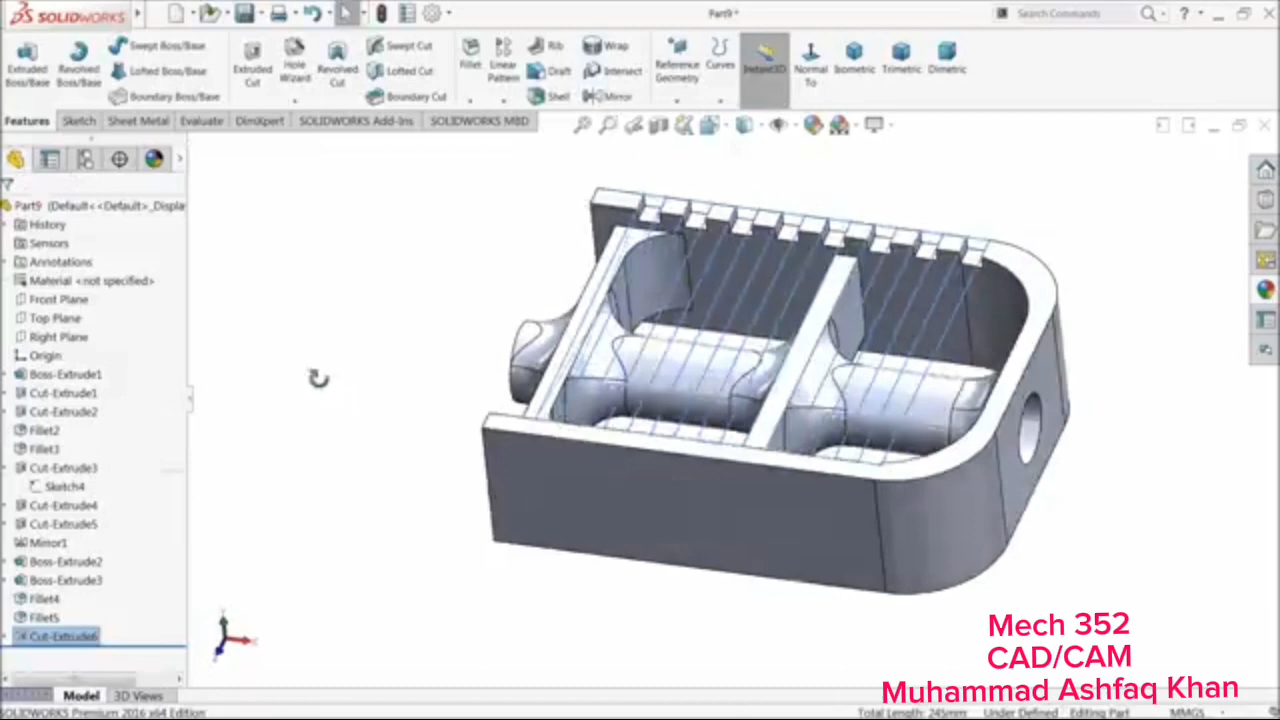 SOLIDWORKS
Part9 *
Search Commands
Extruded Boss/Base
Revolved Boss/Base
Swept Boss/Base
Lofted Boss/Base
Boundary Boss/Base
Extruded Cut
Hole Wizard
Revolved Cut
Swept Cut
Lofted Cut
Boundary Cut
Fillet
Linear Pattern
Rib
Draft
Shell
Wrap
Intersect
Mirror
Reference Geometry
Curves
Instant3D
Normal To
Isometric
Trimetric
Dimetric
Features Sketch Sheet Metal Evaluate DimXpert SOLIDWORKS Add-Ins SOLIDWORKS MBD
Part9 (Default<<Default>_Displa
History
Sensors
Annotations
Material <not specified>
Front Plane
Top Plane
Right Plane
Origin
Boss-Extrude1
Cut-Extrude1
Cut-Extrude2
Fillet2
Fillet3
Cut-Extrude3
Sketch4
Cut-Extrude4
Cut-Extrude5
Mirror1
Boss-Extrude2
Boss-Extrude3
Fillet4
Fillet5
Cut-Extrude6
Mech 352
CAD/CAM
Muhammad Ashfaq Khan
Model 3D Views
SOLIDWORKS Premium 2016 x64 Edition
Total Length: 245mm Under Defined Editing Part MMGS